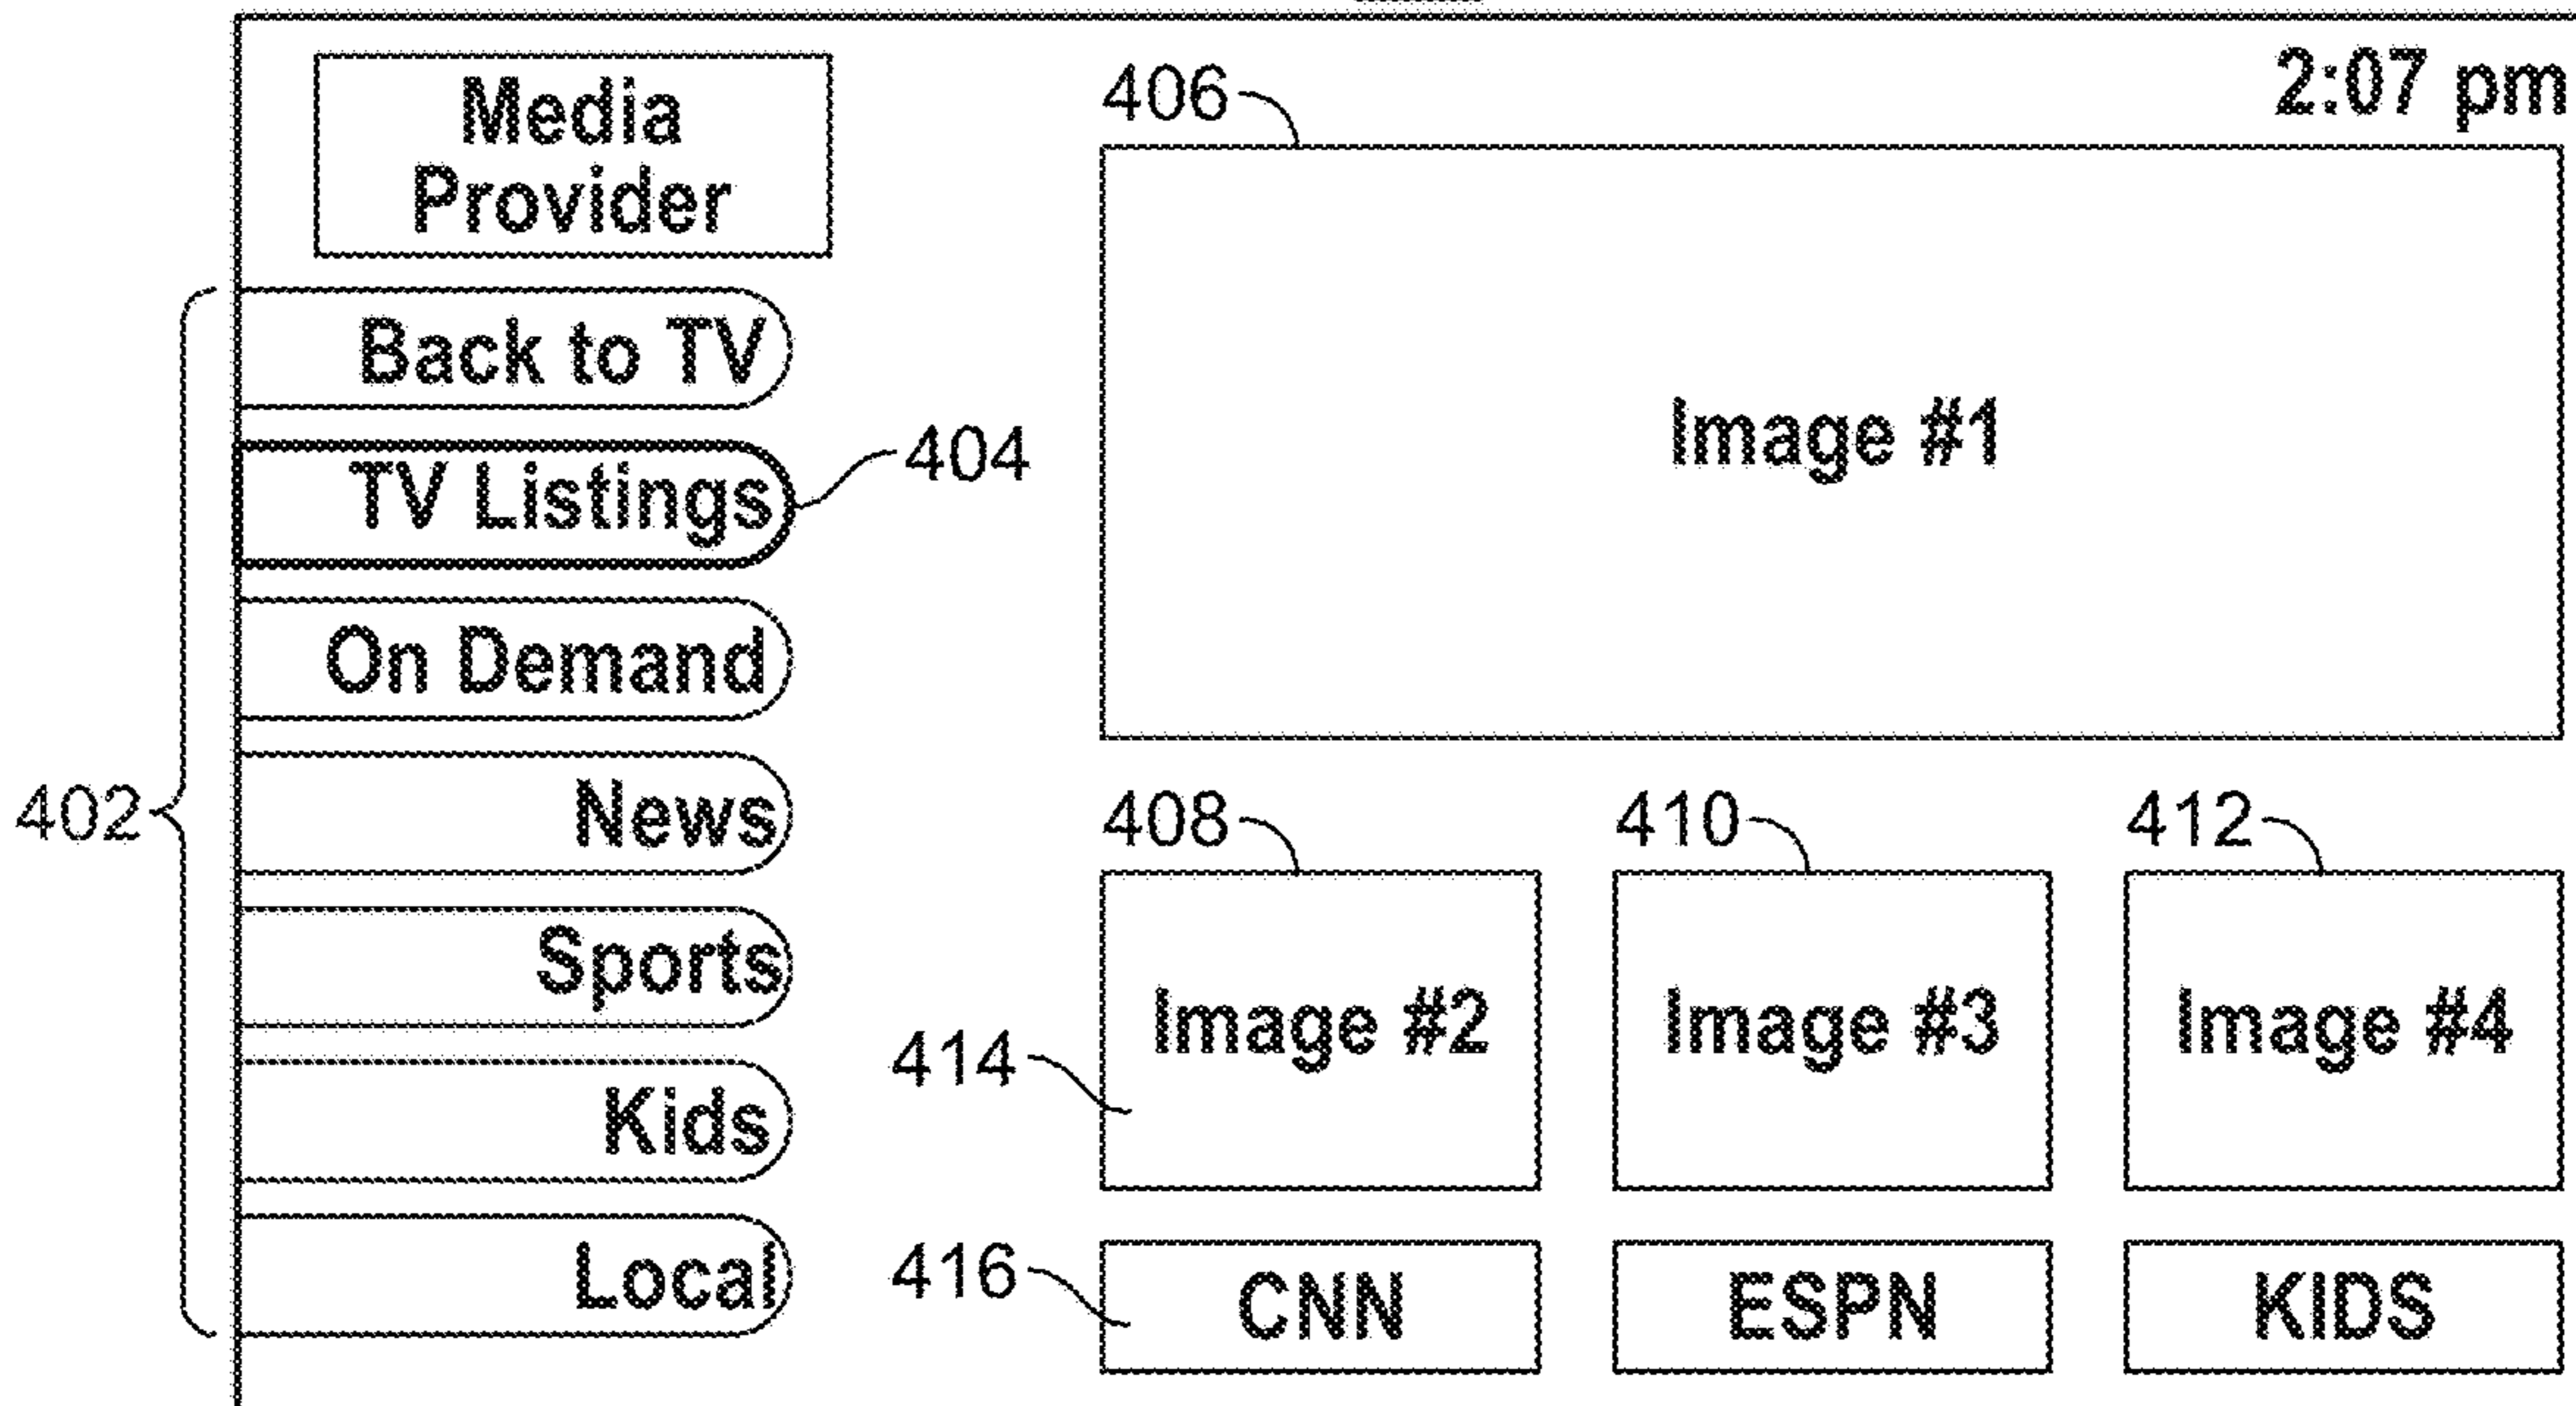 2:07 pm
Media
Provider
406
Back to TV
Image #1
TV Listings
404
On Demand
402
News
408
410
412
Sports
Image #2
Image #3
Image #4
414
Kids
Local
416
CNN
ESPN
KIDS